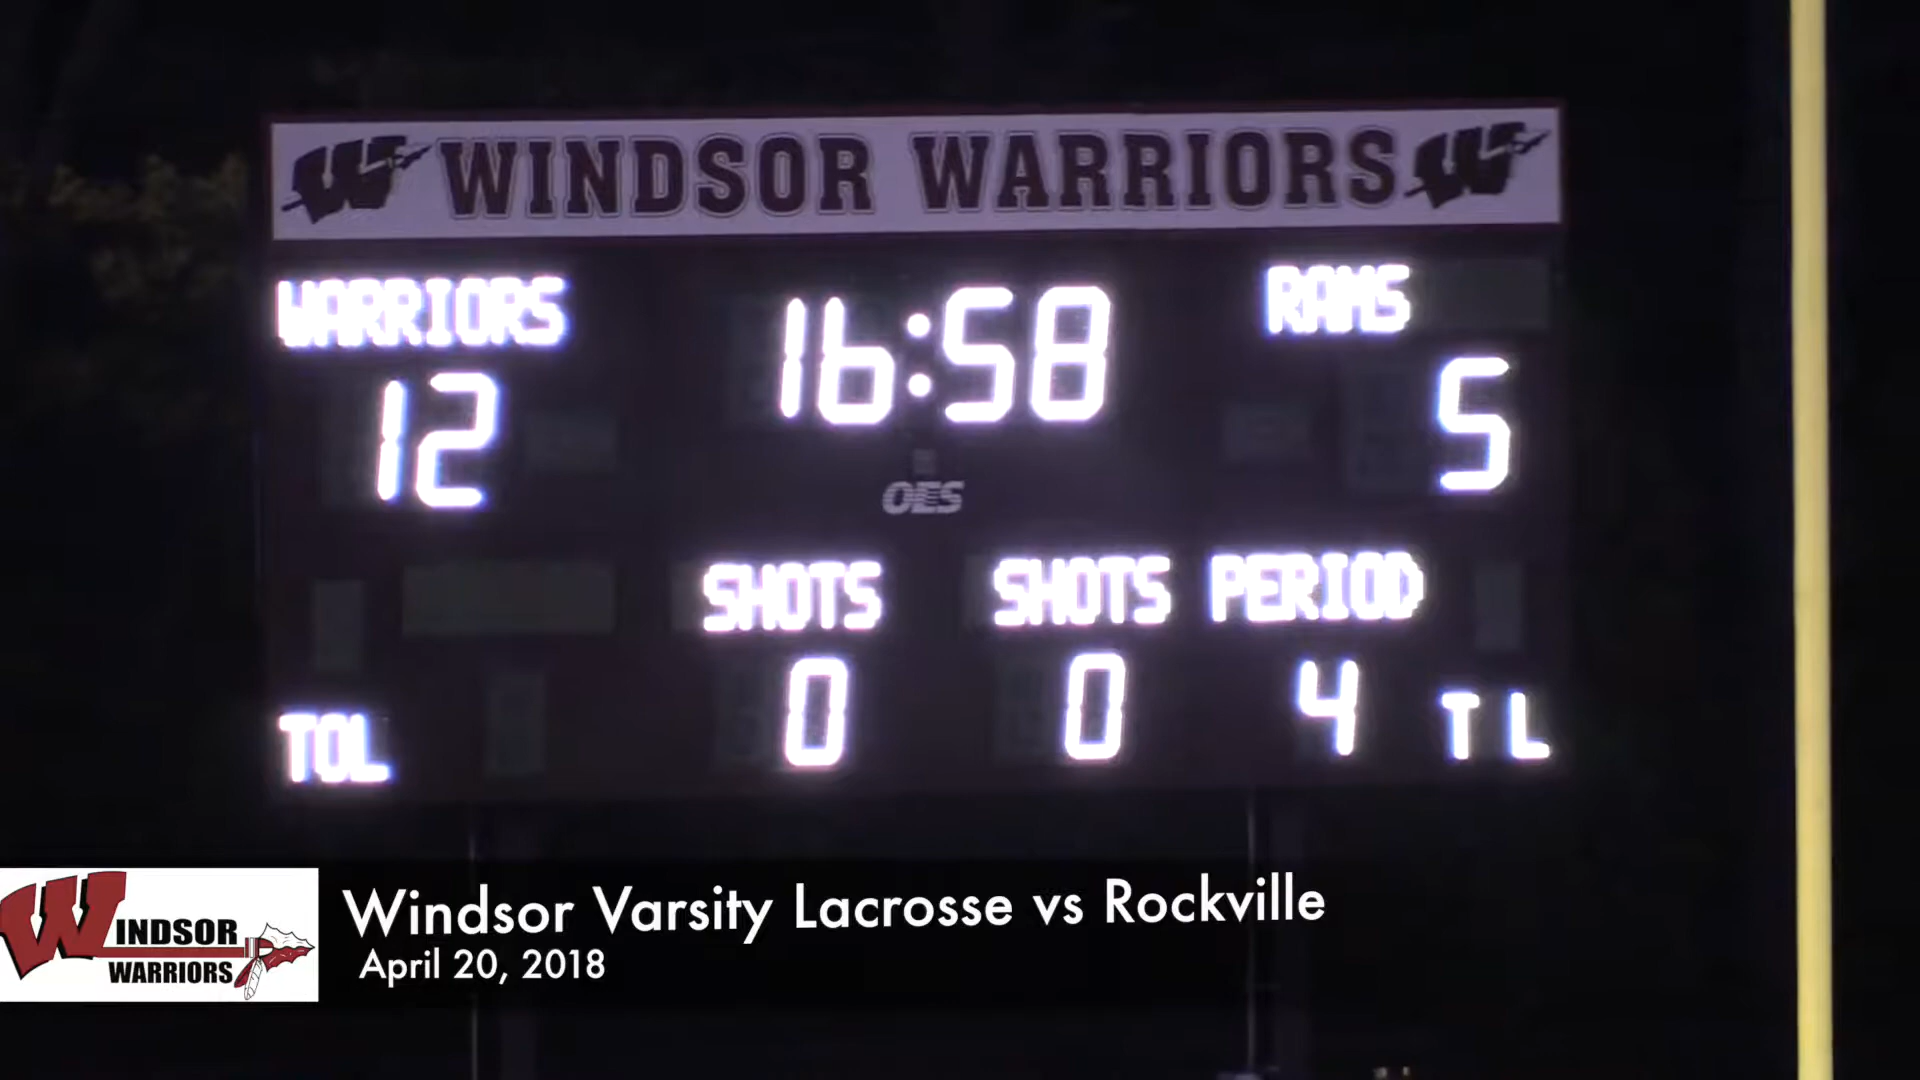 WINDSOR WARRIORS
WARRIORS 16:58 RAMS
12 5
OES
SHOTS SHOTS PERIOD
0 0 4
TOL T L
WINDSOR
WARRIORS
Windsor Varsity Lacrosse vs Rockville
April 20, 2018